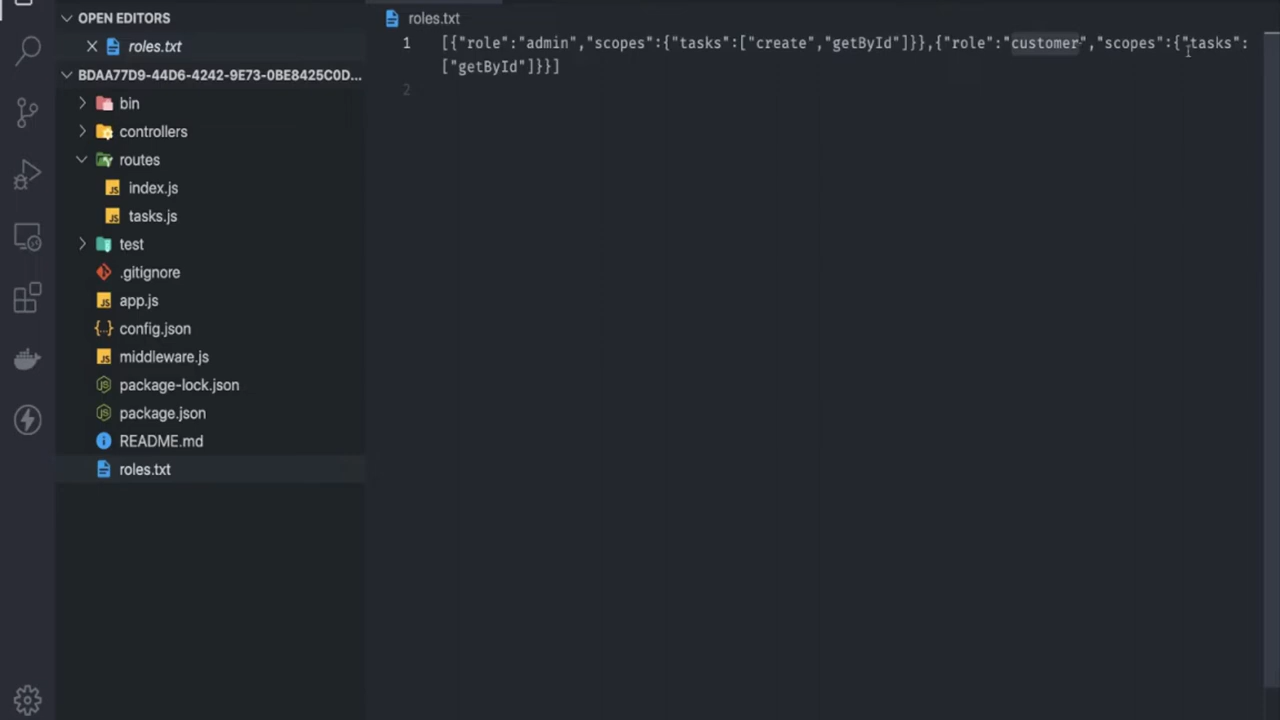 OPEN EDITORS
roles.txt
BDAA77D9-44D6-4242-9E73-0BE8425C0D...
bin
controllers
routes
index.js
tasks.js
test
.gitignore
app.js
config.json
middleware.js
package-lock.json
package.json
README.md
roles.txt
roles.txt
1 [{"role":"admin","scopes":{"tasks":["create","getById"]}},{"role":"customer","scopes":{"tasks":
["getById"]}}]
2